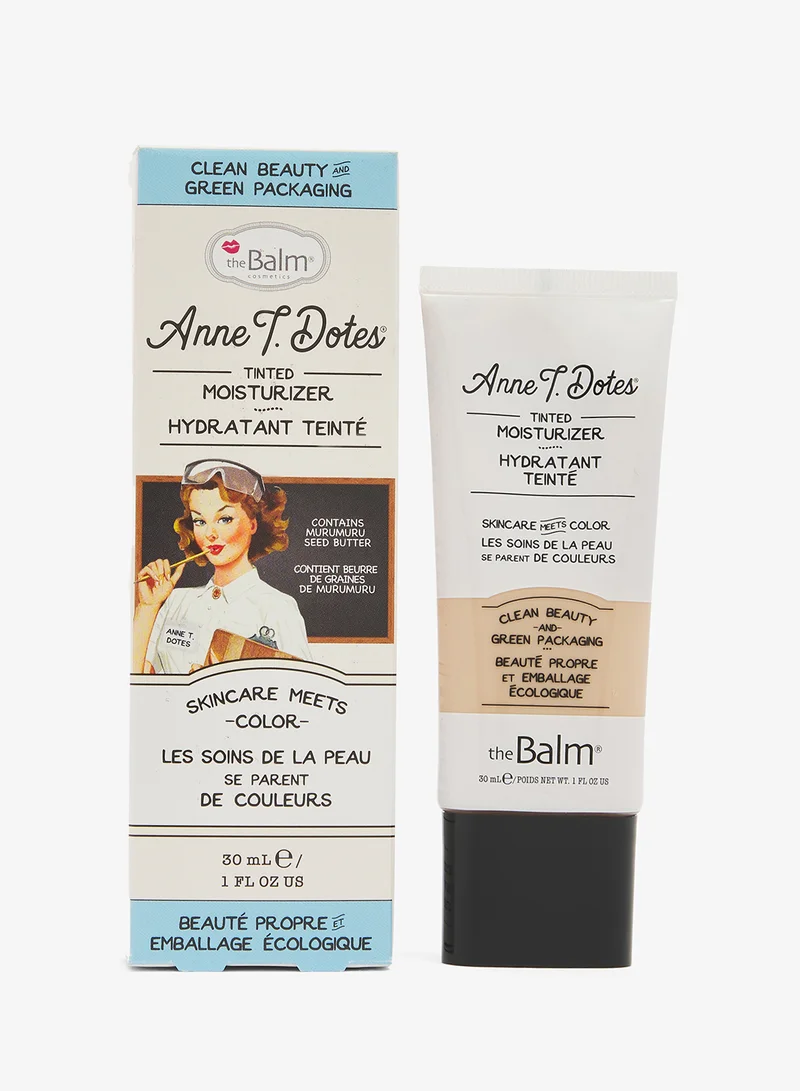 CLEAN BEAUTY AND
GREEN PACKAGING
the Balm®
cosmetics
Anne T. Dotes®
TINTED
MOISTURIZER
HYDRATANT TEINTÉ
CONTAINS
MURUMURU
SEED BUTTER
CONTIENT BEURRE
DE GRAINES
DE MURUMURU
ANNE T.
DOTES
SKINCARE MEETS
-COLOR-
LES SOINS DE LA PEAU
SE PARENT
DE COULEURS
30 mL ℮ /
1 FL OZ US
BEAUTÉ PROPRE ET
EMBALLAGE ÉCOLOGIQUE
Anne T. Dotes®
TINTED
MOISTURIZER
HYDRATANT
TEINTÉ
SKINCARE MEETS COLOR
LES SOINS DE LA PEAU
SE PARENT DE COULEURS
CLEAN BEAUTY
-AND-
GREEN PACKAGING
BEAUTÉ PROPRE
ET EMBALLAGE
ÉCOLOGIQUE
the Balm®
30 mL ℮ /POIDS NET WT. 1 FL OZ US